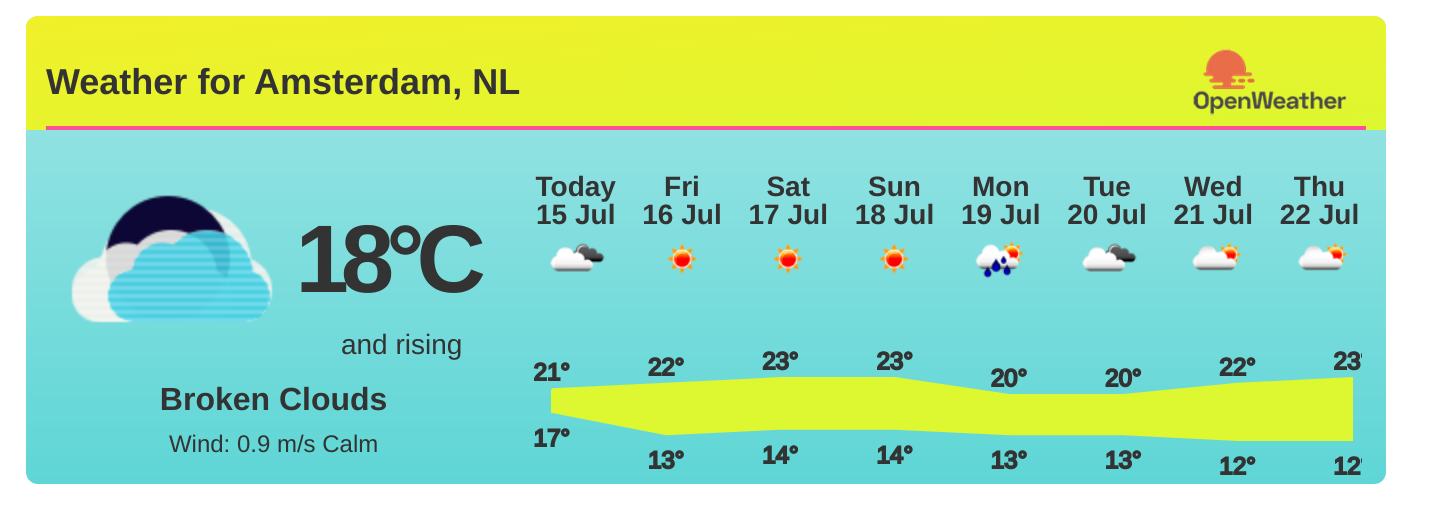 Weather for Amsterdam, NL
OpenWeather
18°C
and rising
Broken Clouds
Wind: 0.9 m/s Calm
Today Fri Sat Sun Mon Tue Wed Thu
15 Jul 16 Jul 17 Jul 18 Jul 19 Jul 20 Jul 21 Jul 22 Jul
21° 22° 23° 23° 20° 20° 22° 23°
17° 13° 14° 14° 13° 13° 12° 12°